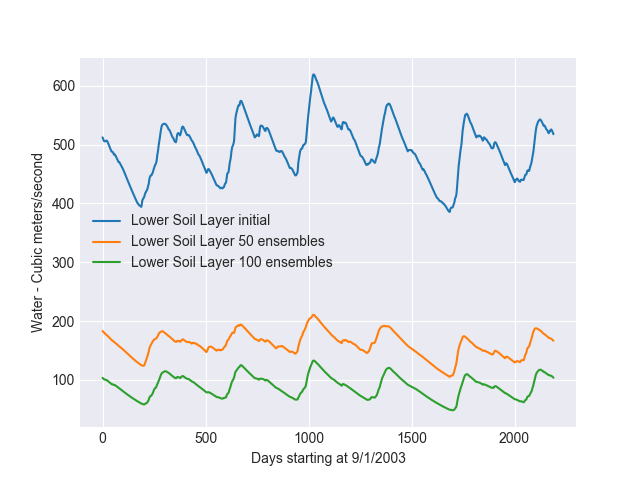 600
500
400
300
200
100
Water - Cubic meters/second
Lower Soil Layer initial
Lower Soil Layer 50 ensembles
Lower Soil Layer 100 ensembles
0 500 1000 1500 2000
Days starting at 9/1/2003